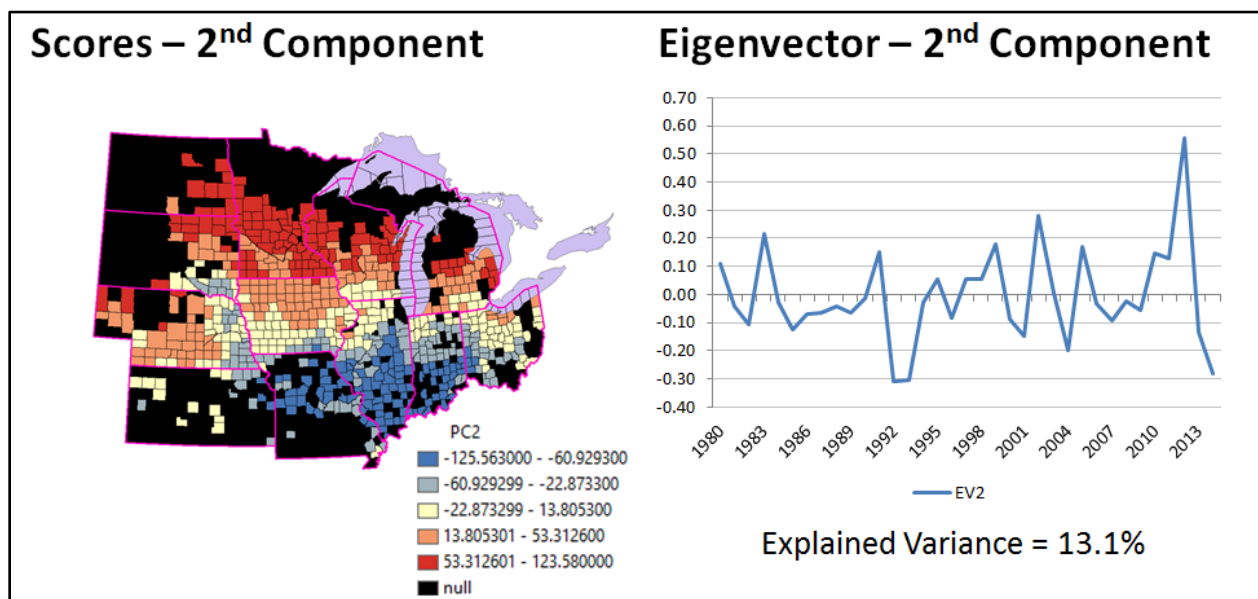 Scores – 2nd Component
PC2
-125.563000 - -60.929300
-60.929299 - -22.873300
-22.873299 - 13.805300
13.805301 - 53.312600
53.312601 - 123.580000
null
Eigenvector – 2nd Component
0.70
0.60
0.50
0.40
0.30
0.20
0.10
0.00
-0.10
-0.20
-0.30
-0.40
1980 1983 1986 1989 1992 1995 1998 2001 2004 2007 2010 2013
EV2
Explained Variance = 13.1%